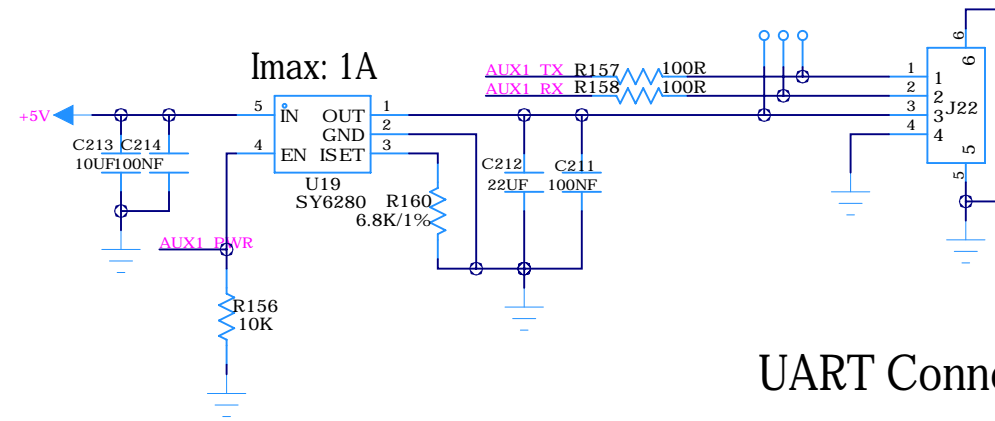 Imax: 1A
+5V
C213 C214
10UF 100NF
5 IN OUT 1
GND 2
4 EN ISET 3
U19
SY6280
R160
6.8K/1%
AUX1_PWR
R156
10K
C212
22UF
C211
100NF
AUX1_TX R157 100R
AUX1_RX R158 100R
6
6
1 1
2 2
3 3
4 4
J22
5
5
UART Conne